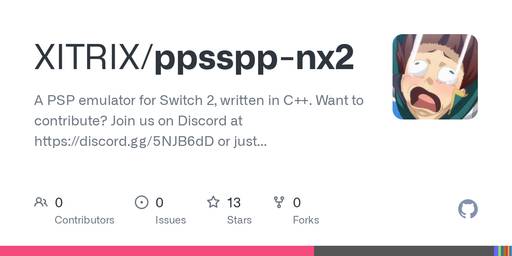 XITRIX/ppsspp-nx2
A PSP emulator for Switch 2, written in C++. Want to
contribute? Join us on Discord at
https://discord.gg/5NJB6dD or just...
0 0 13 0
Contributors Issues Stars Forks